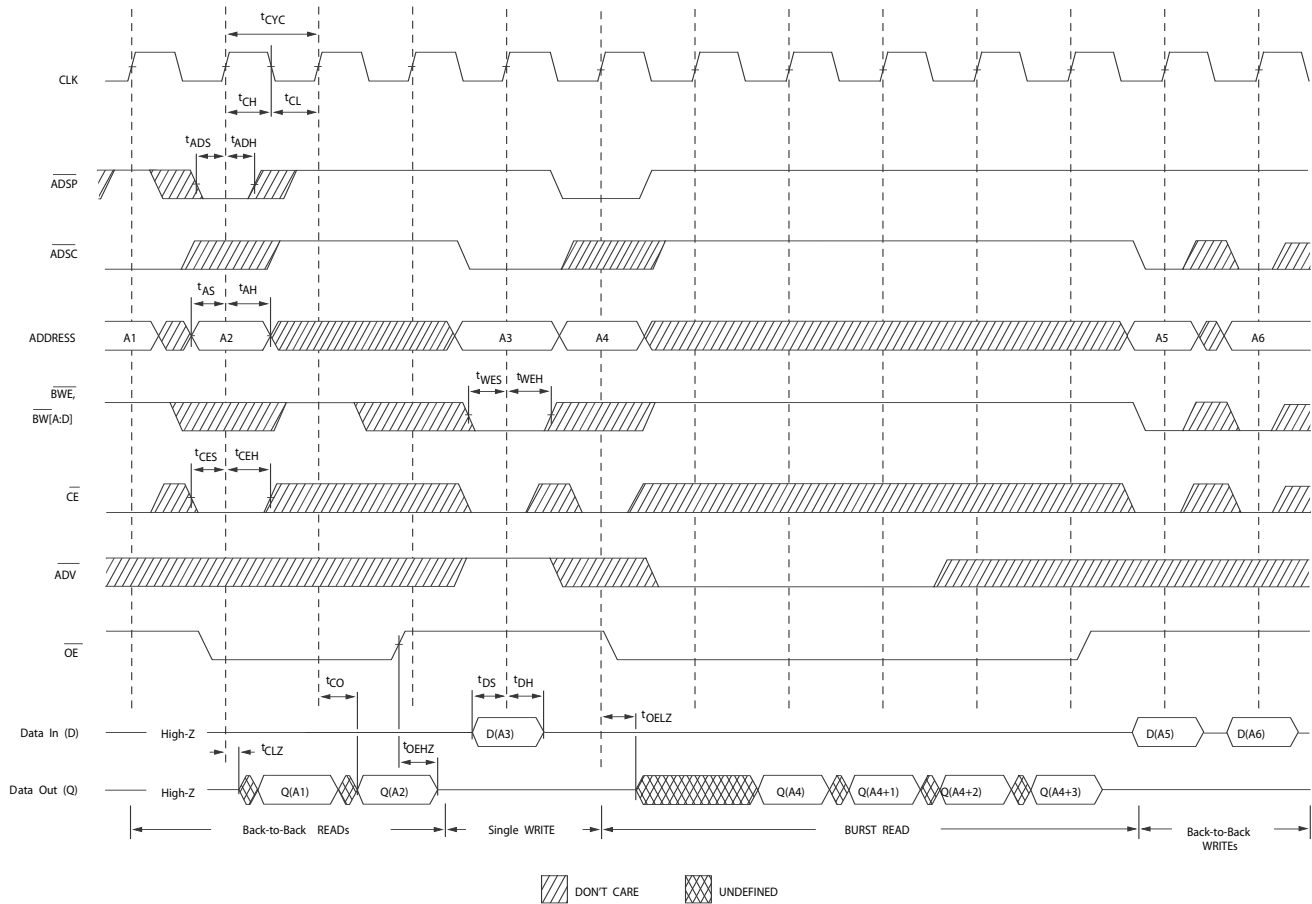 tCYC
CLK
tCH
tCL
tADS
tADH
ADSP
ADSC
tAS
tAH
ADDRESS
A1
A2
A3
A4
A5
A6
tWES
tWEH
BWE,
BW[A:D]
tCES
tCEH
CE
ADV
OE
tCO
tDS
tDH
tOELZ
Data In (D)
High-Z
D(A3)
D(A5)
D(A6)
tCLZ
tOEHZ
Data Out (Q)
High-Z
Q(A1)
Q(A2)
Q(A4)
Q(A4+1)
Q(A4+2)
Q(A4+3)
Back-to-Back READs
Single WRITE
BURST READ
Back-to-Back
WRITEs
DON'T CARE
UNDEFINED